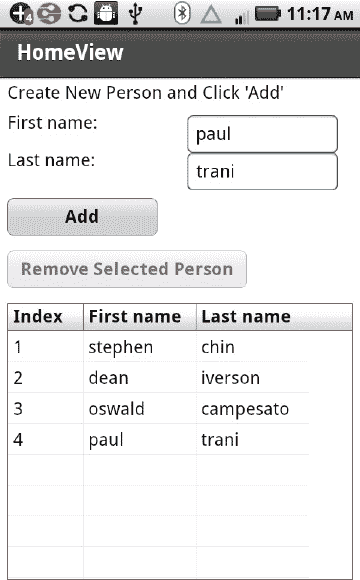 4 11:17 AM
HomeView
Create New Person and Click 'Add'
First name: paul
Last name: trani
Add
Remove Selected Person
Index First name Last name
1 stephen chin
2 dean iverson
3 oswald campesato
4 paul trani